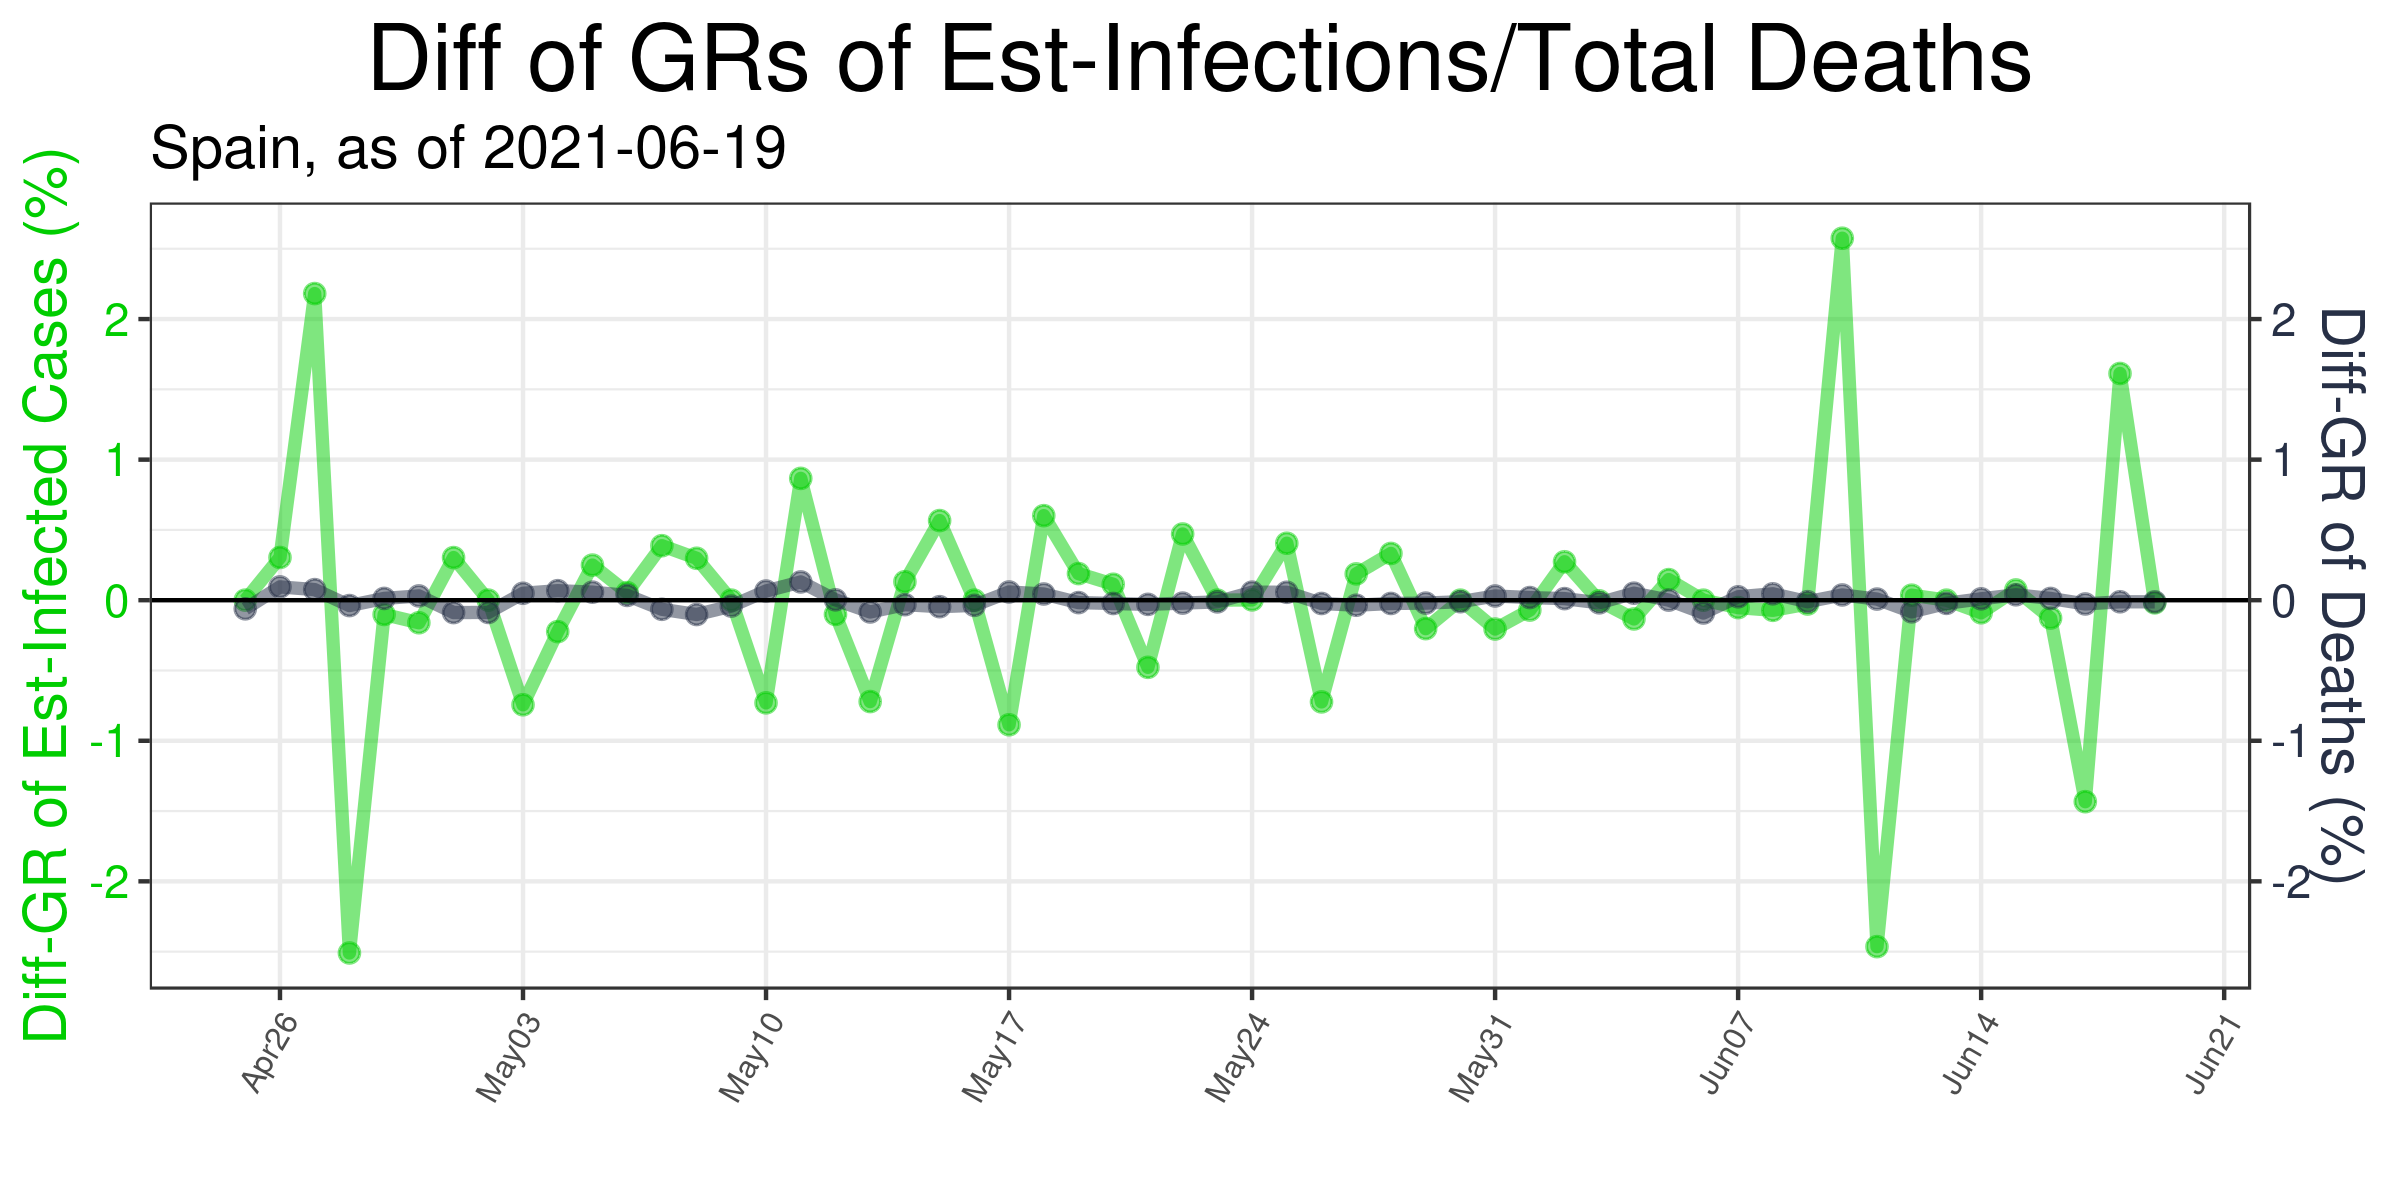 Diff of GRs of Est-Infections/Total Deaths
Spain, as of 2021-06-19
Diff-GR of Est-Infected Cases (%)
2
1
0
-1
-2
2
1
0
-1
-2
Diff-GR of Deaths (%)
Apr26
May03
May10
May17
May24
May31
Jun07
Jun14
Jun21